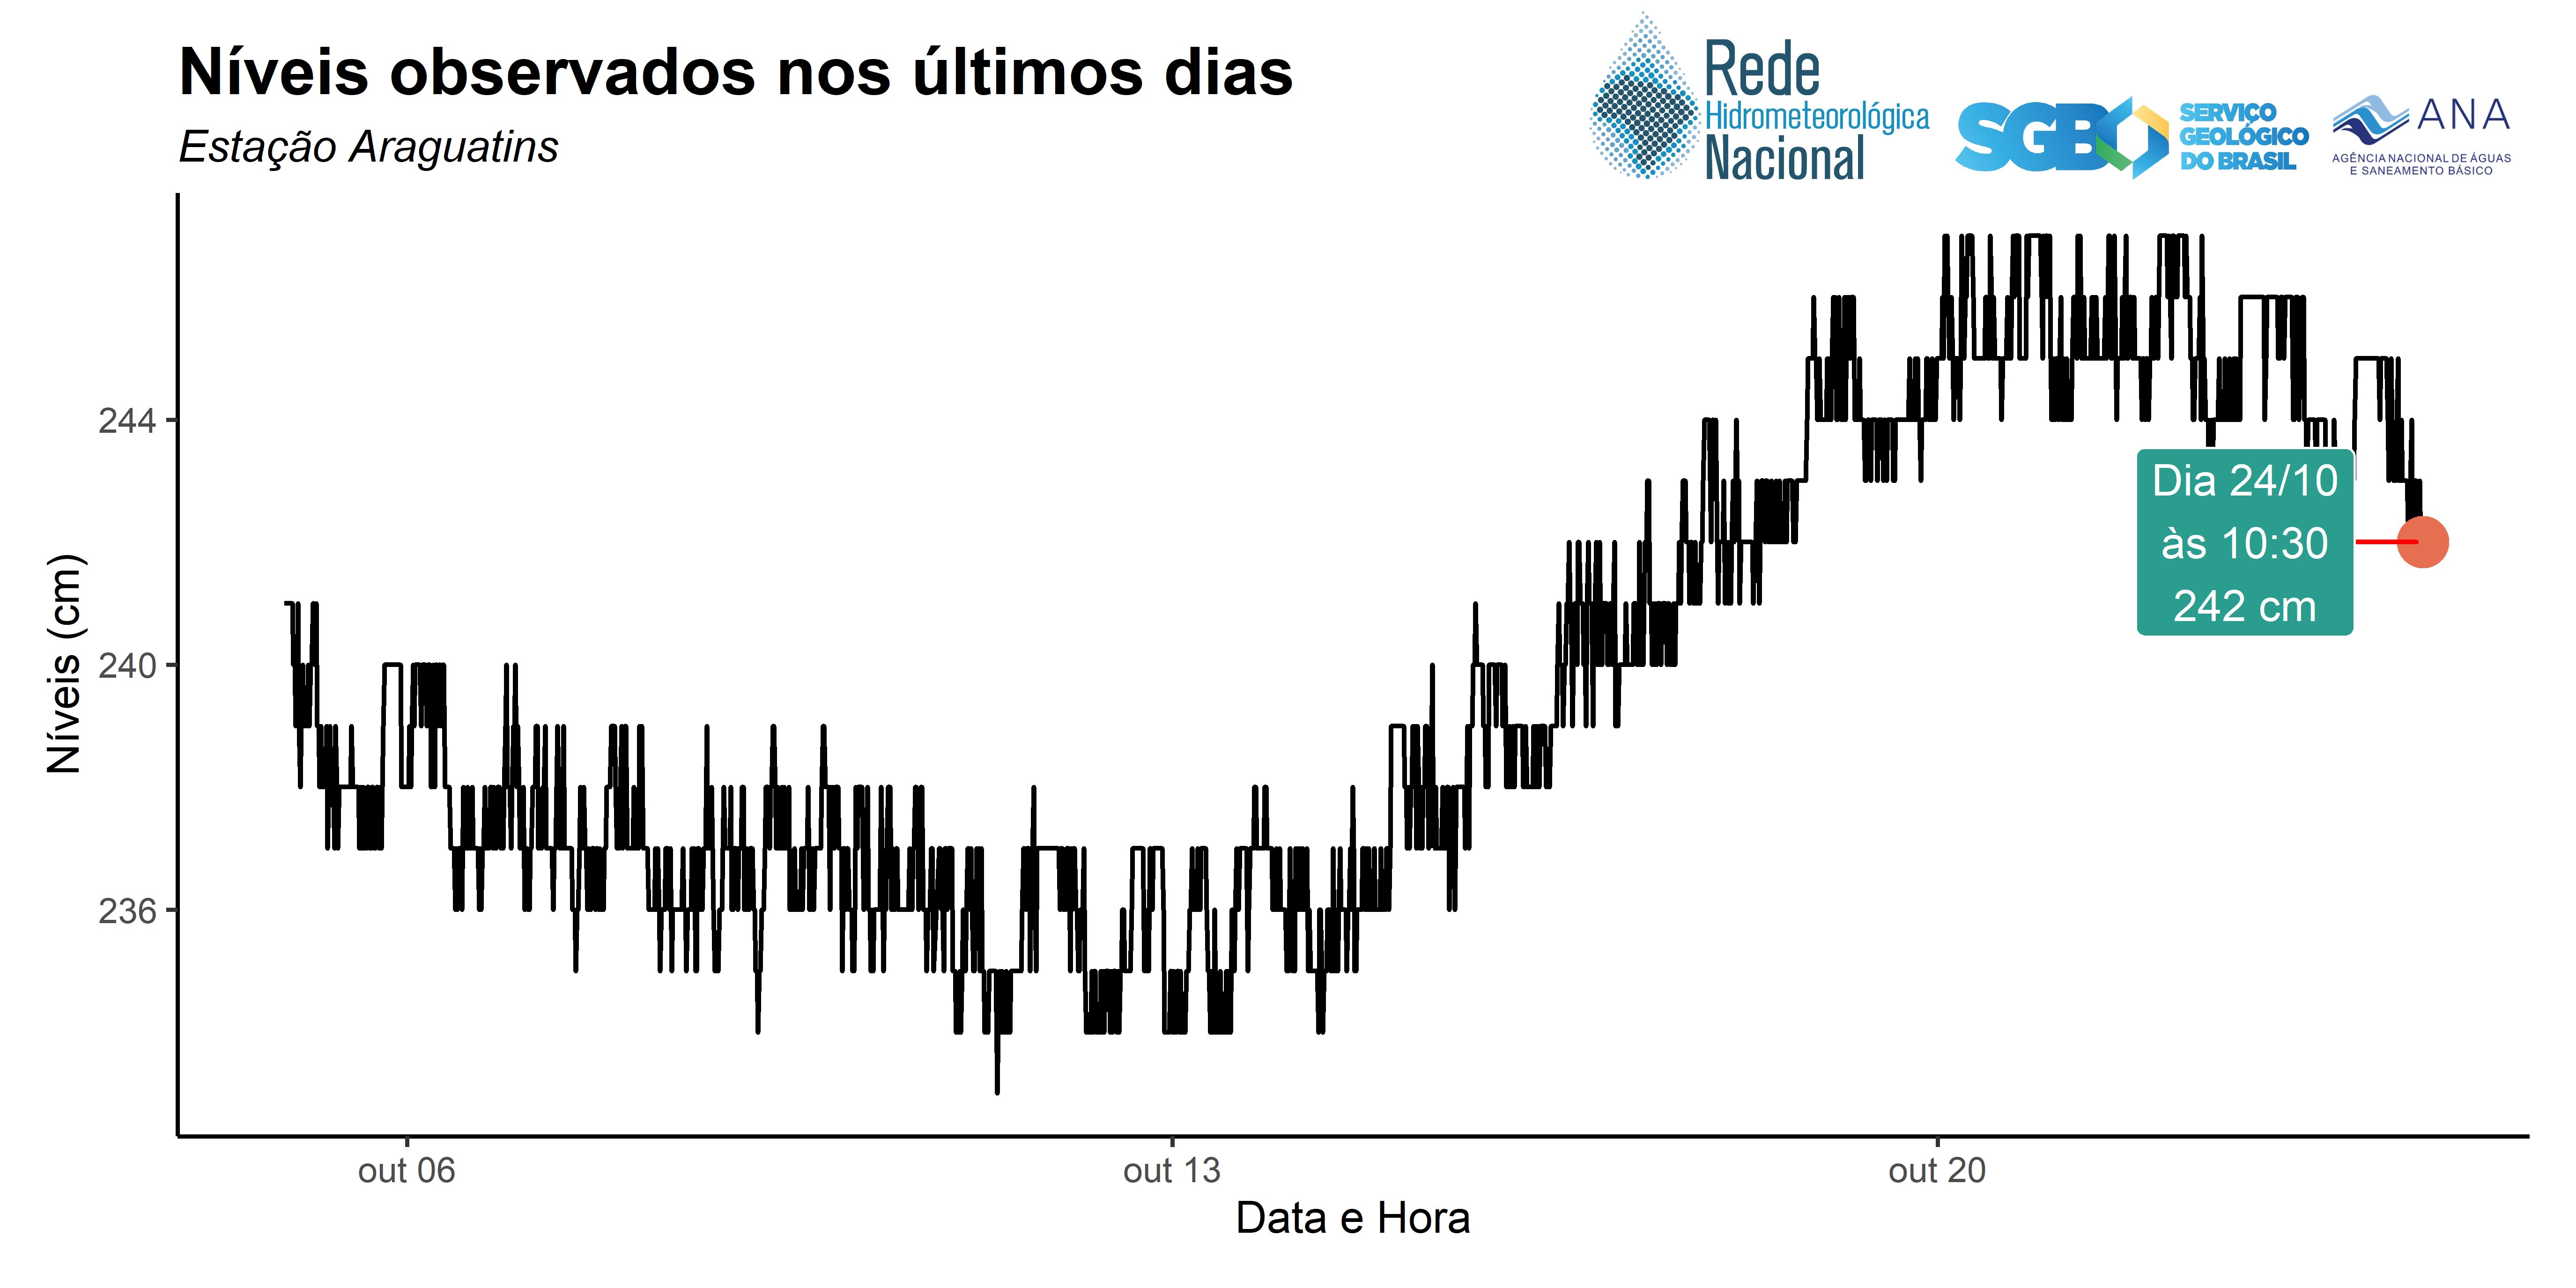 Níveis observados nos últimos dias
Estação Araguatins
Rede
Hidrometeorológica
Nacional
SGB
SERVIÇO
GEOLÓGICO
DO BRASIL
ANA
AGÊNCIA NACIONAL DE ÁGUAS
E SANEAMENTO BÁSICO
Níveis (cm)
244
240
236
Dia 24/10
às 10:30
242 cm
out 06
out 13
out 20
Data e Hora